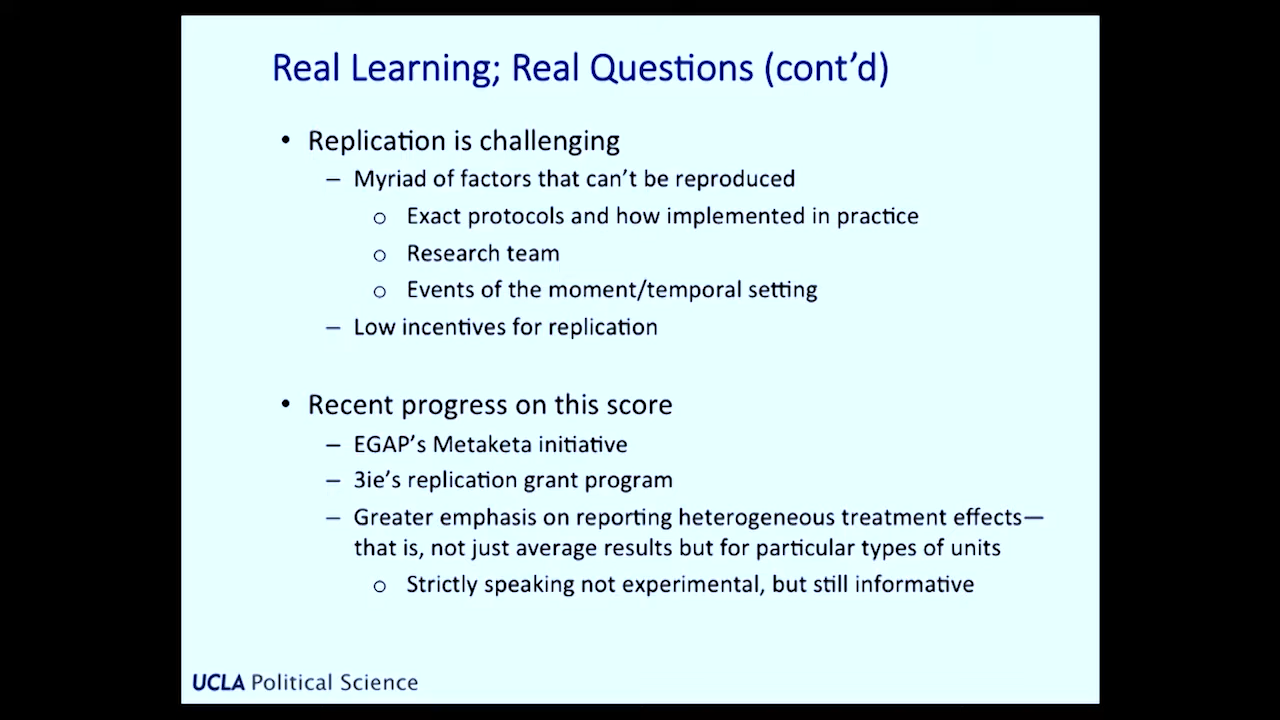 Real Learning; Real Questions (cont’d)
• Replication is challenging
– Myriad of factors that can’t be reproduced
o Exact protocols and how implemented in practice
o Research team
o Events of the moment/temporal setting
– Low incentives for replication
• Recent progress on this score
– EGAP’s Metaketa initiative
– 3ie’s replication grant program
– Greater emphasis on reporting heterogeneous treatment effects—
that is, not just average results but for particular types of units
o Strictly speaking not experimental, but still informative
UCLA Political Science